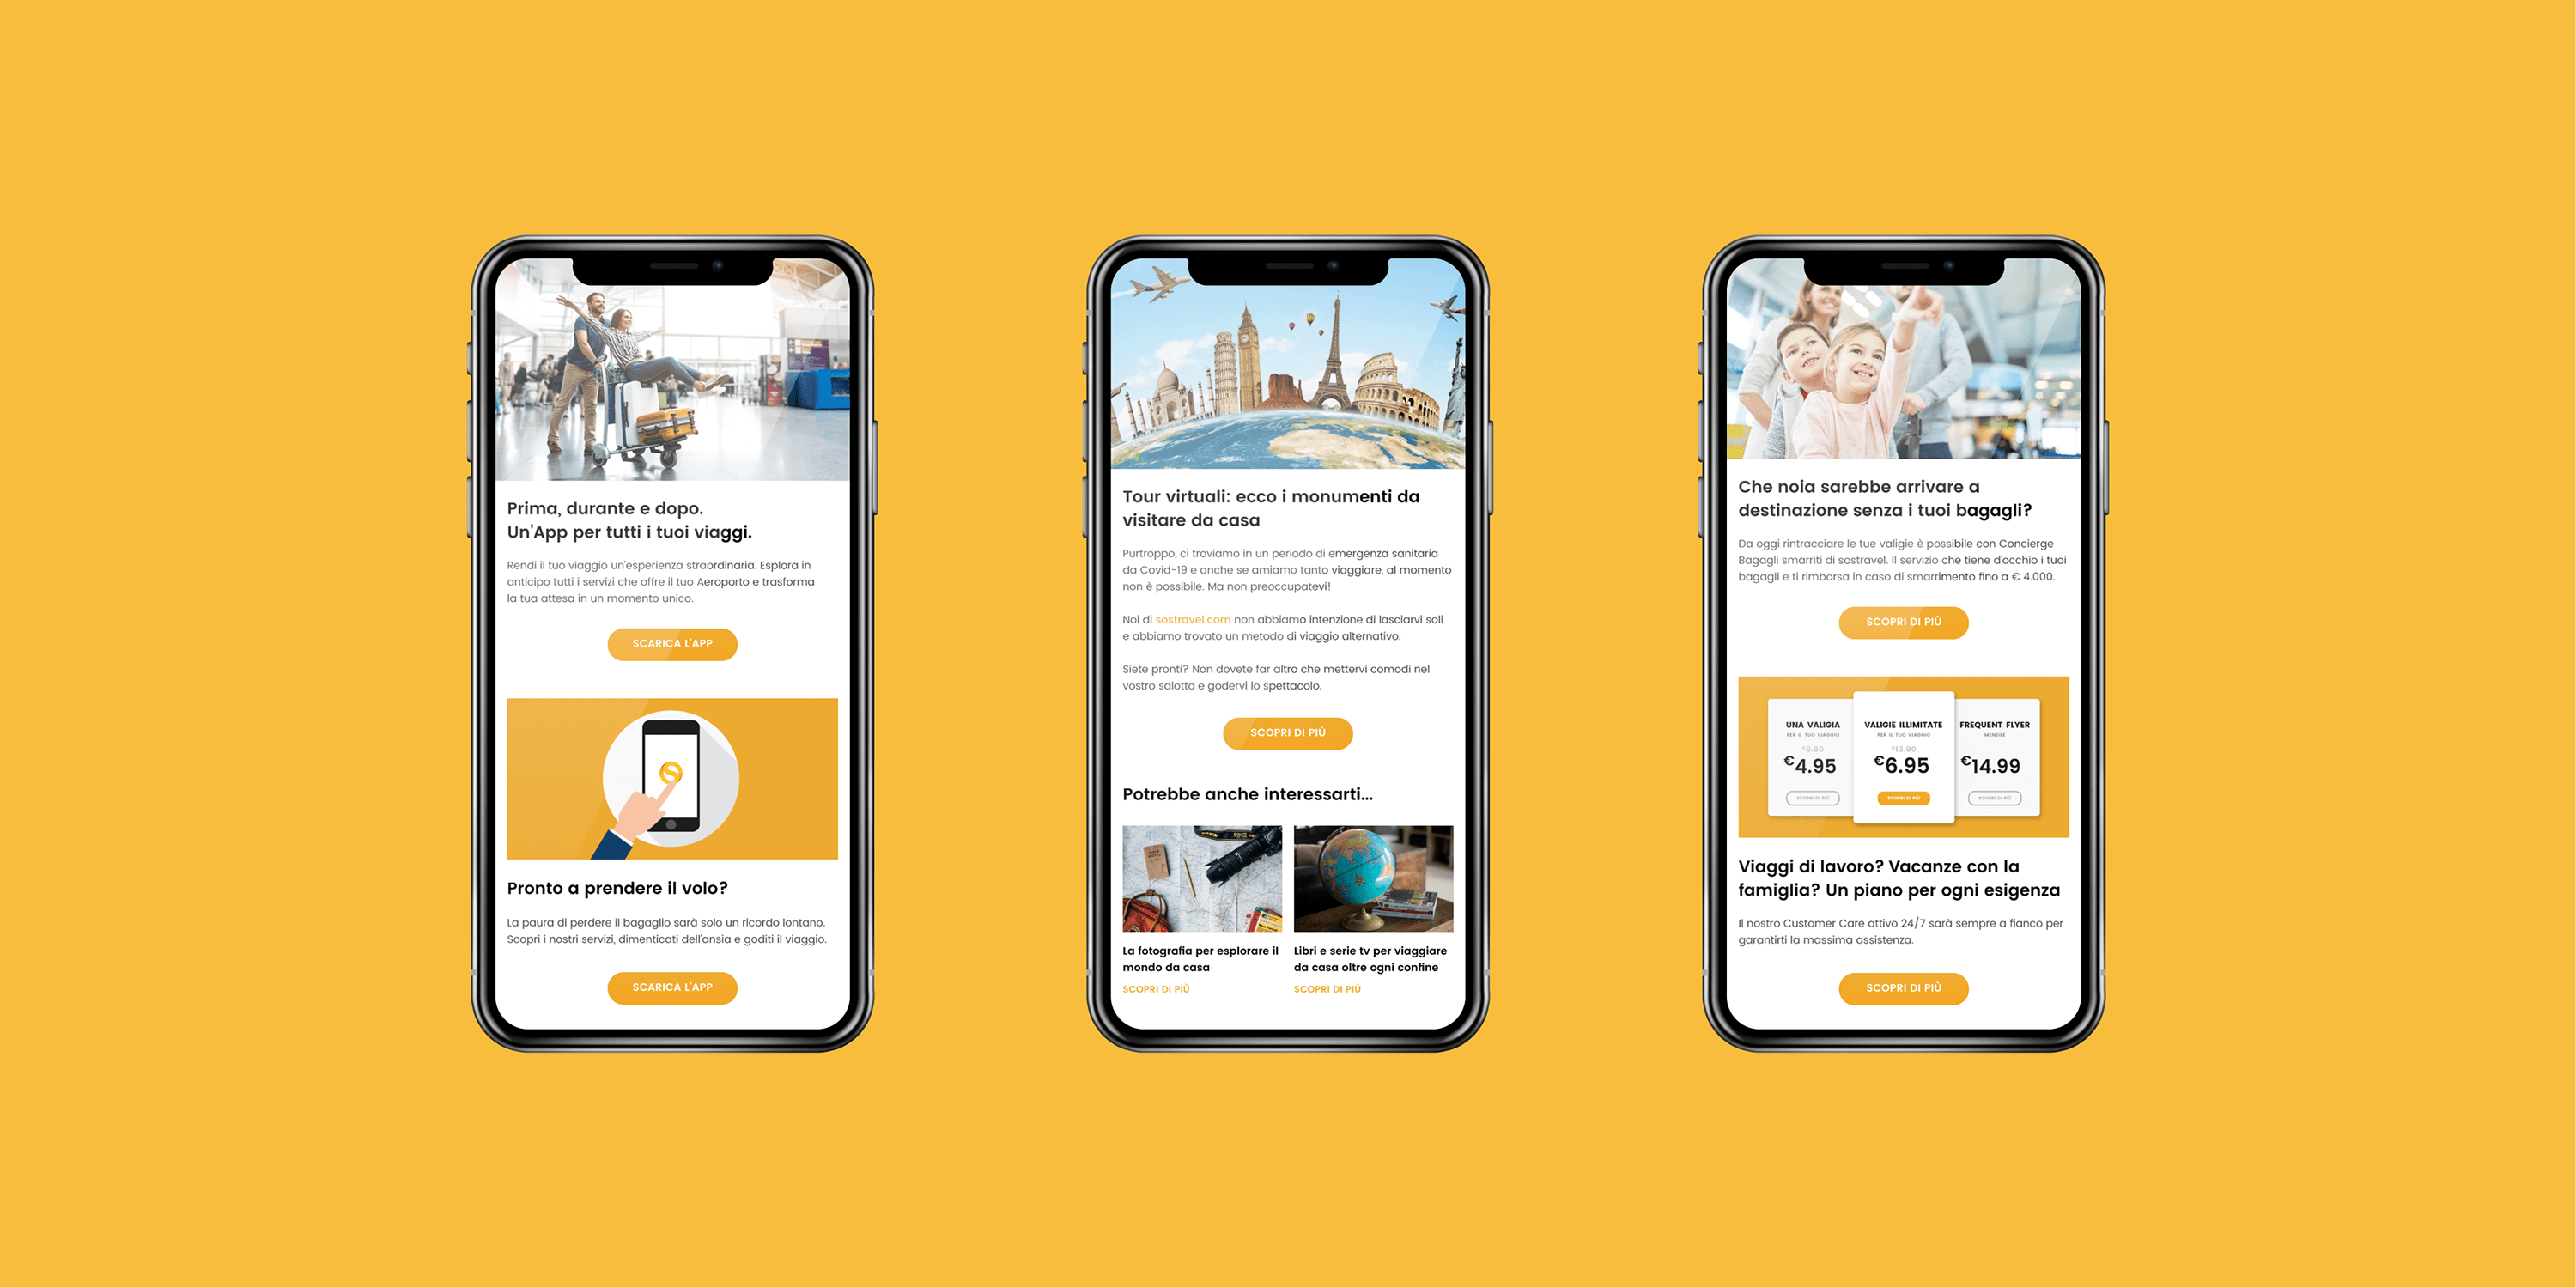 Prima, durante e dopo.
Un'App per tutti i tuoi viaggi.
Rendi il tuo viaggio un'esperienza straordinaria. Esplora in
anticipo tutti i servizi che offre il tuo Aeroporto e trasforma
la tua attesa in un momento unico.
SCARICA L'APP
Pronto a prendere il volo?
La paura di perdere il bagaglio sarà solo un ricordo lontano.
Scopri i nostri servizi, dimenticati dell'ansia e goditi il viaggio.
SCARICA L'APP
Tour virtuali: ecco i monumenti da
visitare da casa
Purtroppo, ci troviamo in un periodo di emergenza sanitaria
da Covid-19 e anche se amiamo tanto viaggiare, al momento
non è possibile. Ma non preoccupatevi!
Noi di sostravel.com non abbiamo intenzione di lasciarvi soli
e abbiamo trovato un metodo di viaggio alternativo.
Siete pronti? Non dovete far altro che mettervi comodi nel
vostro salotto e godervi lo spettacolo.
SCOPRI DI PIÙ
Potrebbe anche interessarti...
La fotografia per esplorare il
mondo da casa
SCOPRI DI PIÙ
Libri e serie tv per viaggiare
da casa oltre ogni confine
SCOPRI DI PIÙ
Che noia sarebbe arrivare a
destinazione senza i tuoi bagagli?
Da oggi rintracciare le tue valigie è possibile con Concierge
Bagagli smarriti di sostravel. Il servizio che tiene d'occhio i tuoi
bagagli e ti rimborsa in caso di smarrimento fino a € 4.000.
SCOPRI DI PIÙ
UNA VALIGIA
PER IL TUO VIAGGIO
€9.90
€4.95
SCOPRI DI PIÙ
VALIGIE ILLIMITATE
PER IL TUO VIAGGIO
€13.90
€6.95
SCOPRI DI PIÙ
FREQUENT FLYER
MENSILE
€14.99
SCOPRI DI PIÙ
Viaggi di lavoro? Vacanze con la
famiglia? Un piano per ogni esigenza
Il nostro Customer Care attivo 24/7 sarà sempre a fianco per
garantirti la massima assistenza.
SCOPRI DI PIÙ